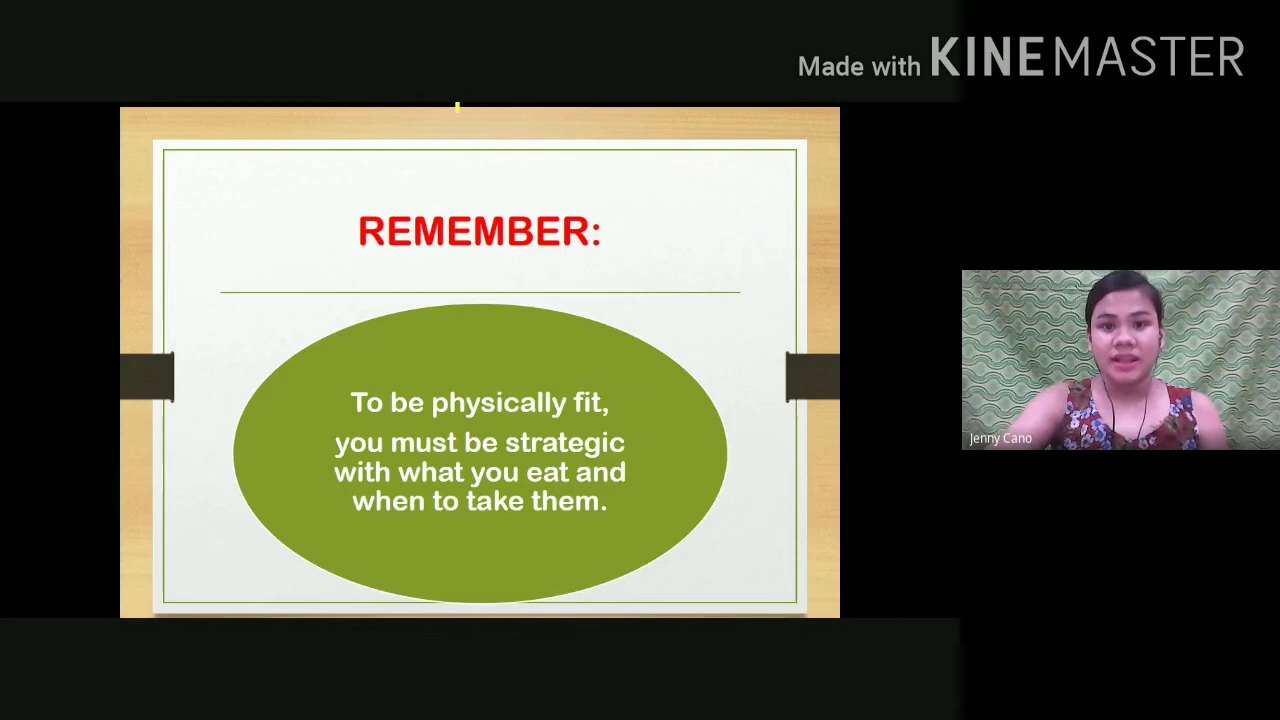 Made with KINEMASTER
REMEMBER:
To be physically fit,
you must be strategic
with what you eat and
when to take them.
Jenny Cano